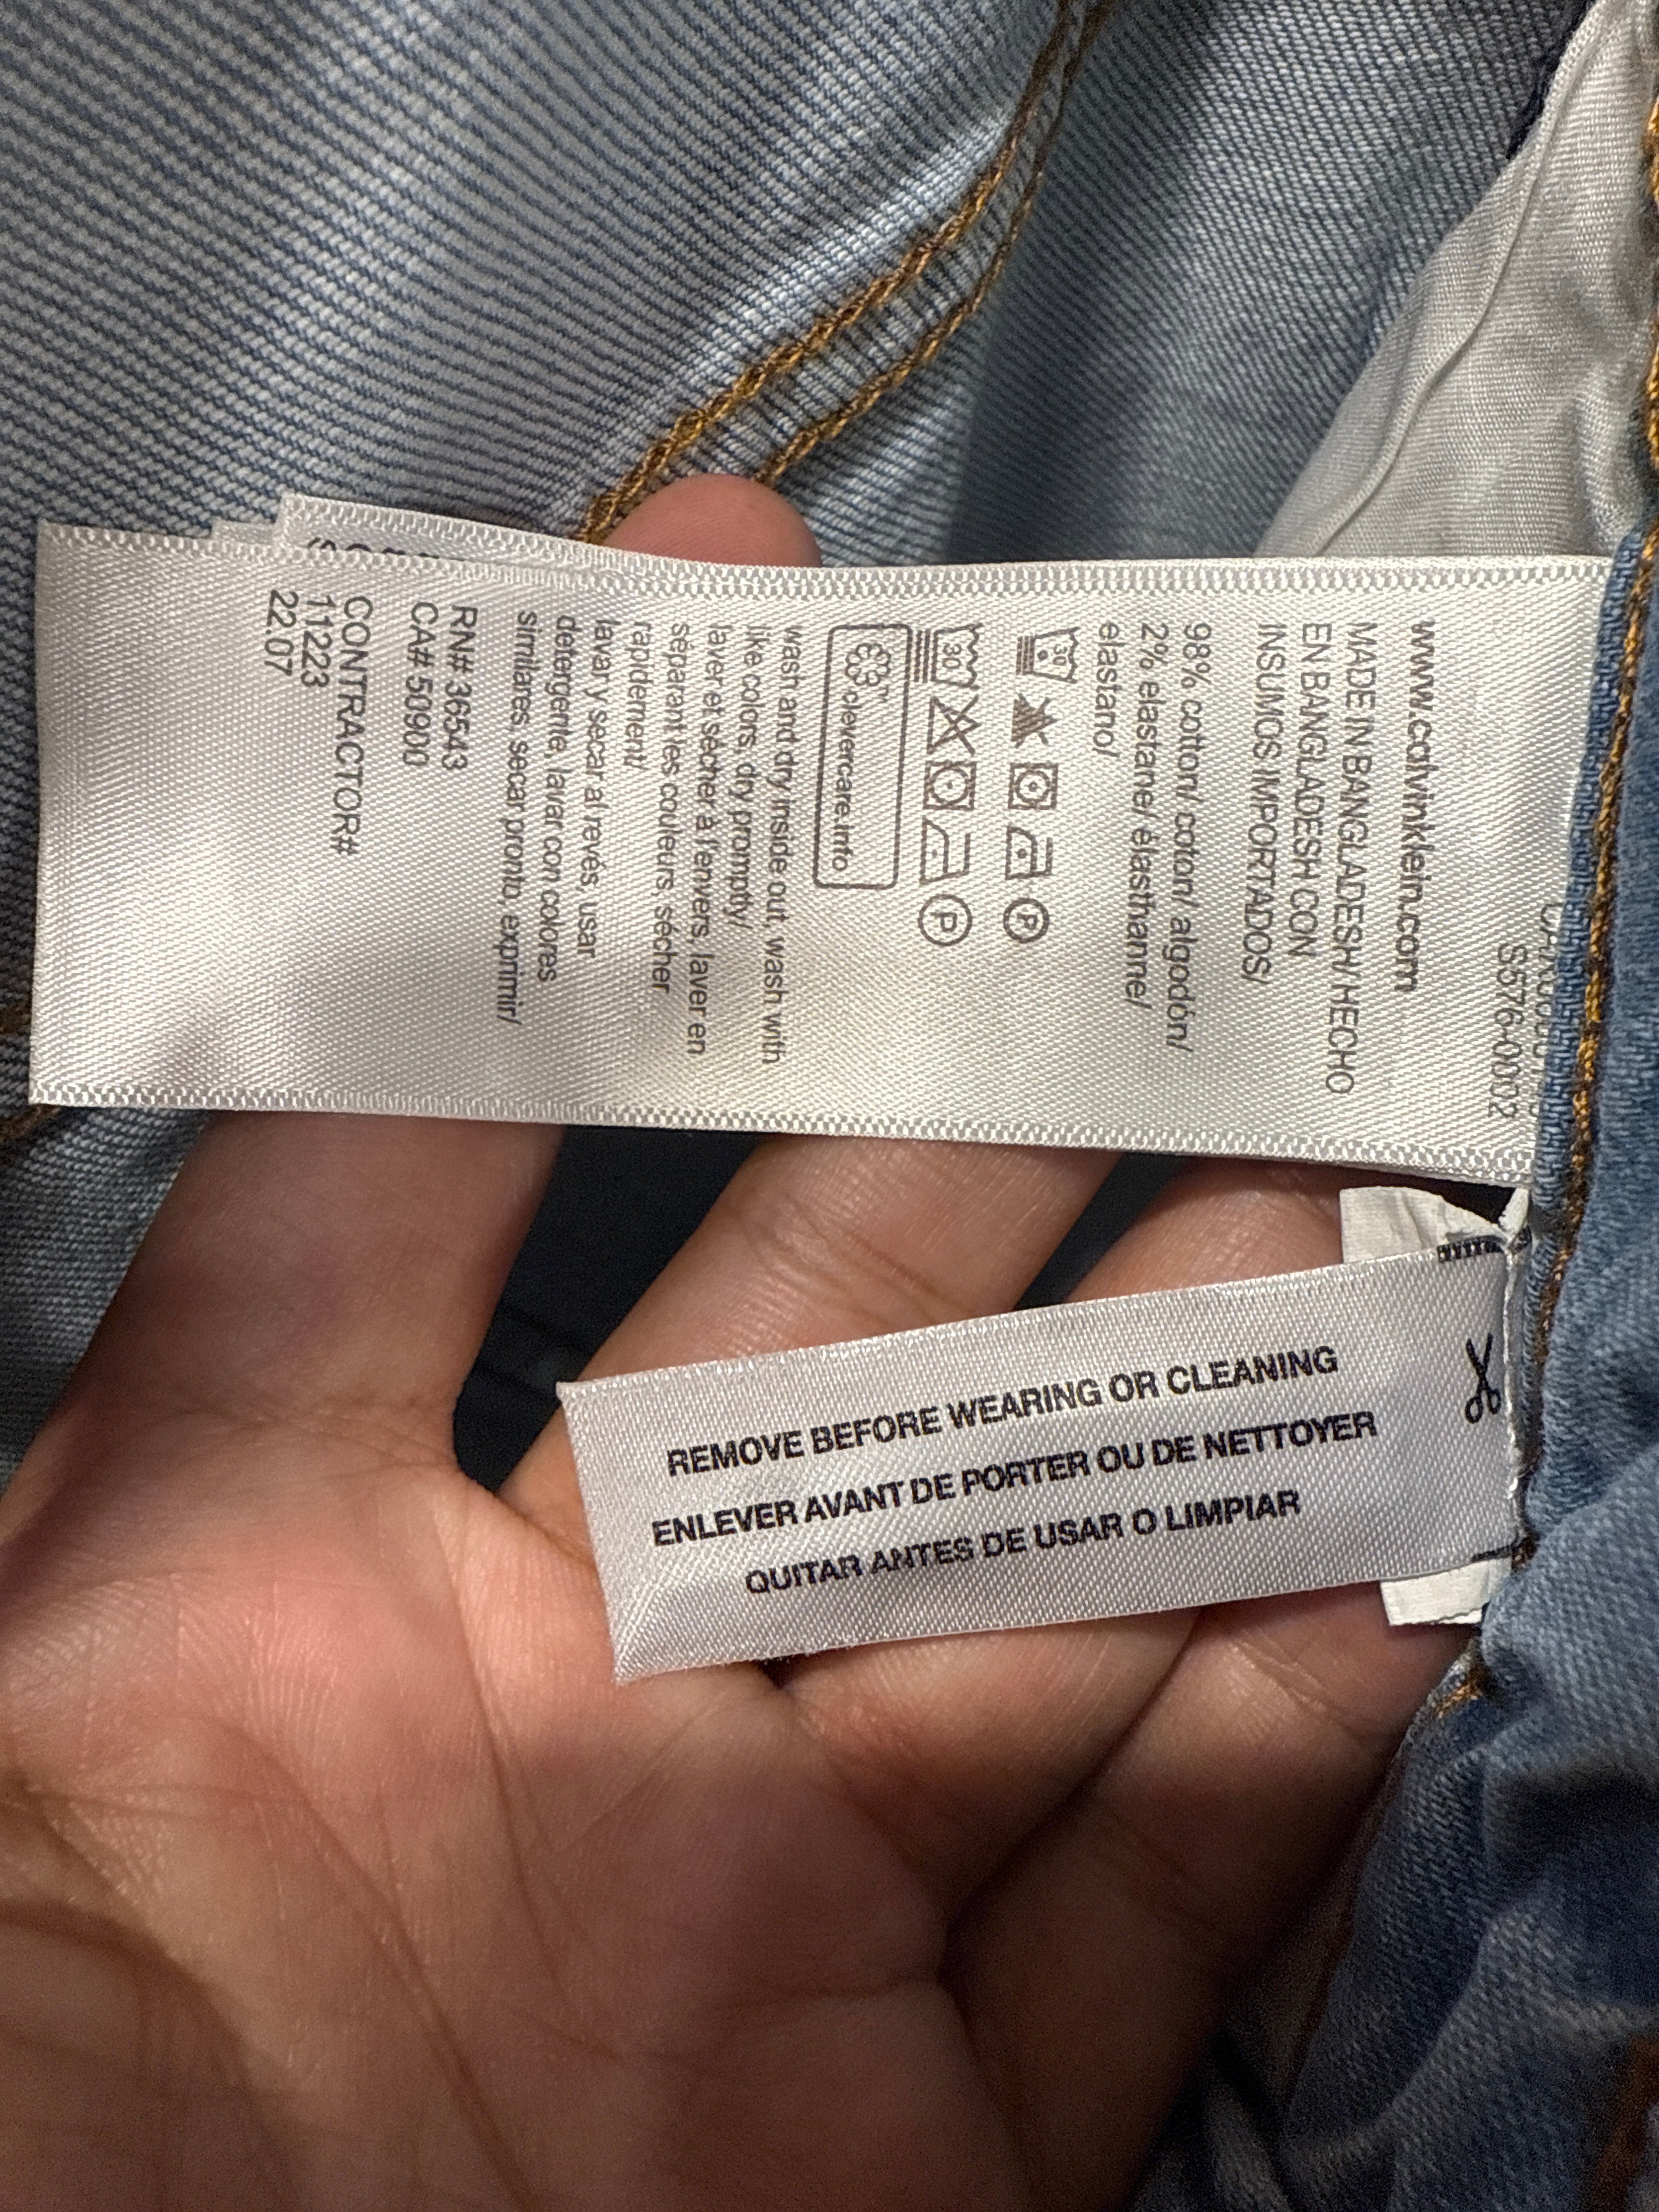 S576-0002
www.calvinklein.com
MADE IN BANGLADESH/ HECHO
EN BANGLADESH CON
INSUMOS IMPORTADOS/
98% cotton/ coton/ algodón/
2% elastane/ élasthanne/
elastano/
30 P
30 P
clevercare.info
wash and dry inside out, wash with
like colors, dry promptly/
laver et sécher à l'envers, laver en
séparant les couleurs, sécher
rapidement/
lavar y secar al revés, usar
detergente, lavar con colores
similares, secar pronto, exprimir/
RN# 36543
CA# 50900
CONTRACTOR#
11223
22.07
REMOVE BEFORE WEARING OR CLEANING
ENLEVER AVANT DE PORTER OU DE NETTOYER
QUITAR ANTES DE USAR O LIMPIAR